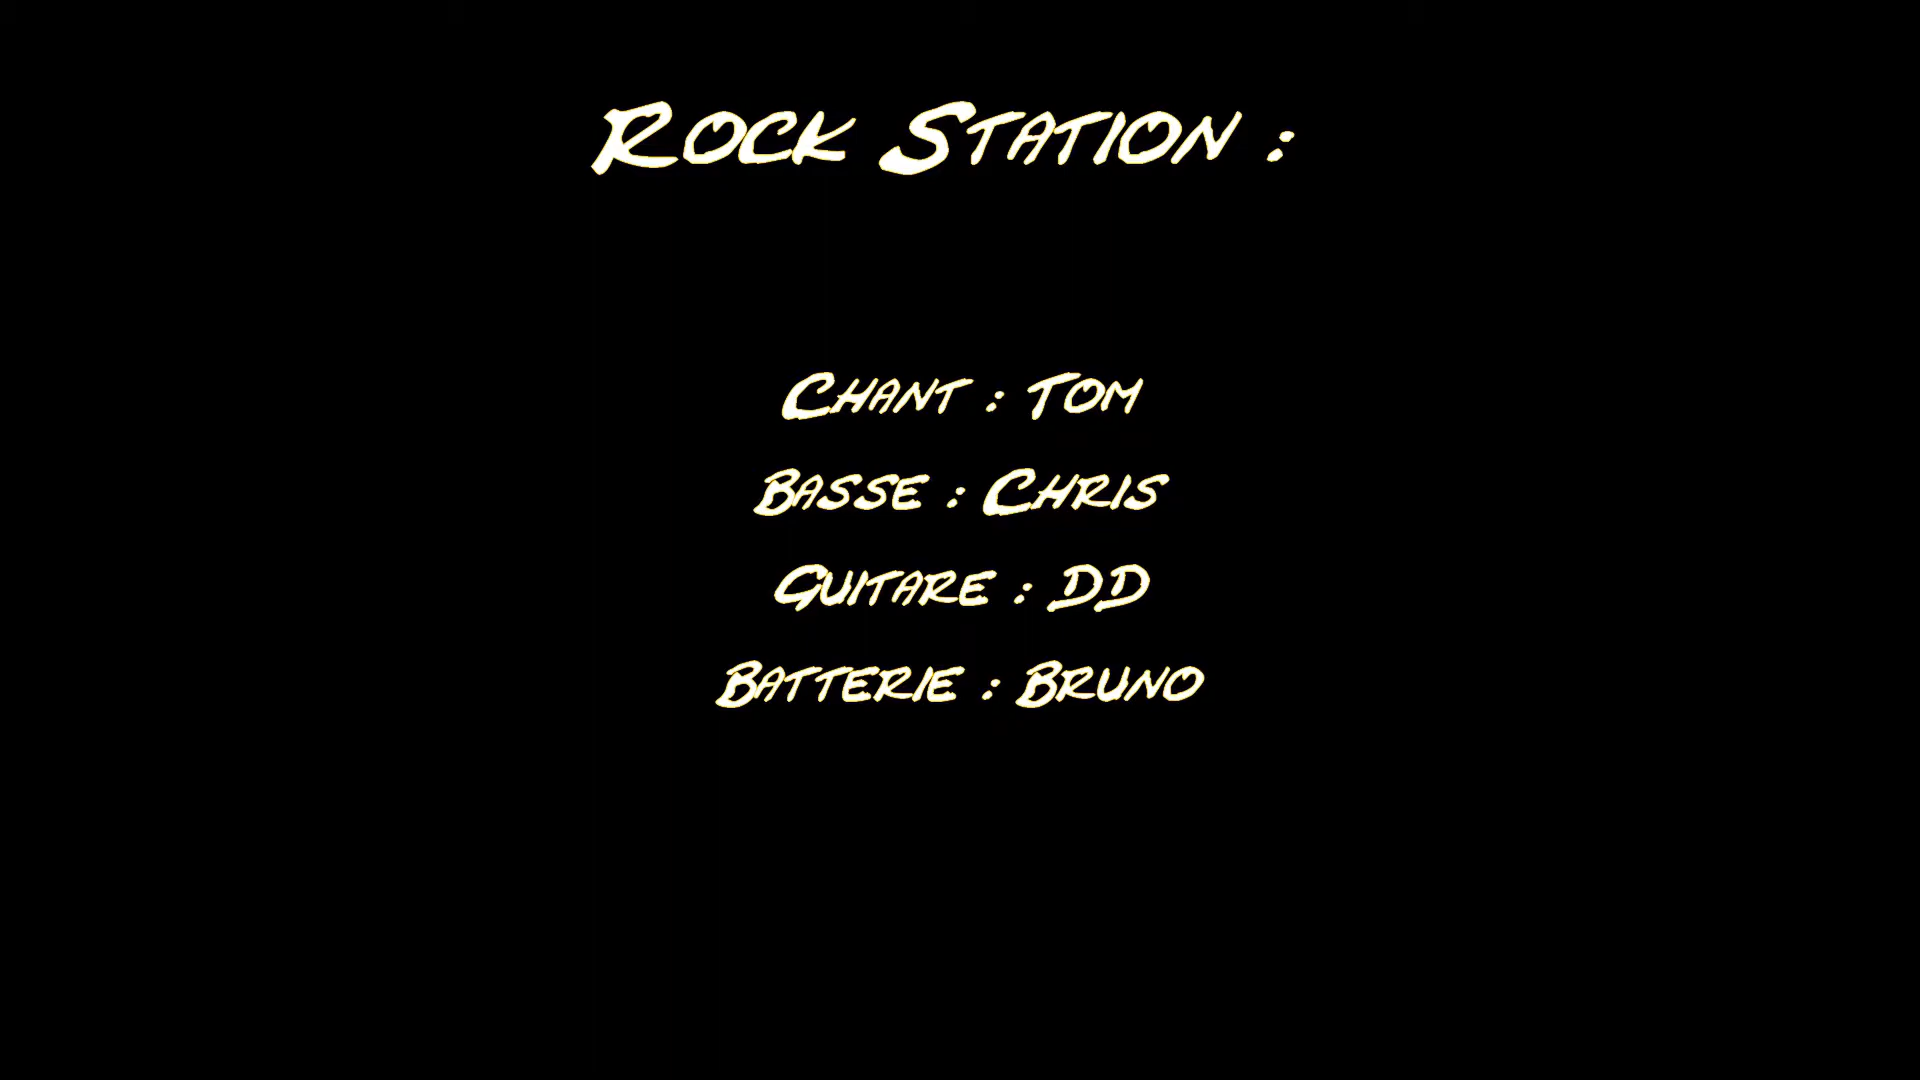 Rock Station :
Chant : Tom
Basse : Chris
Guitare : DD
Batterie : Bruno